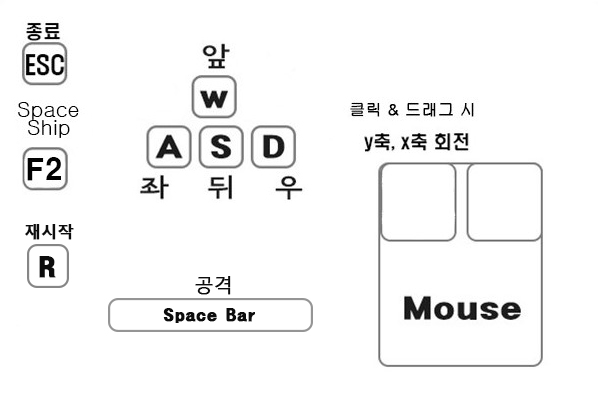 종료
ESC
Space
Ship
F2
재시작
R
앞
W
A S D
좌 뒤 우
공격
Space Bar
클릭 & 드래그 시
y축, x축 회전
Mouse